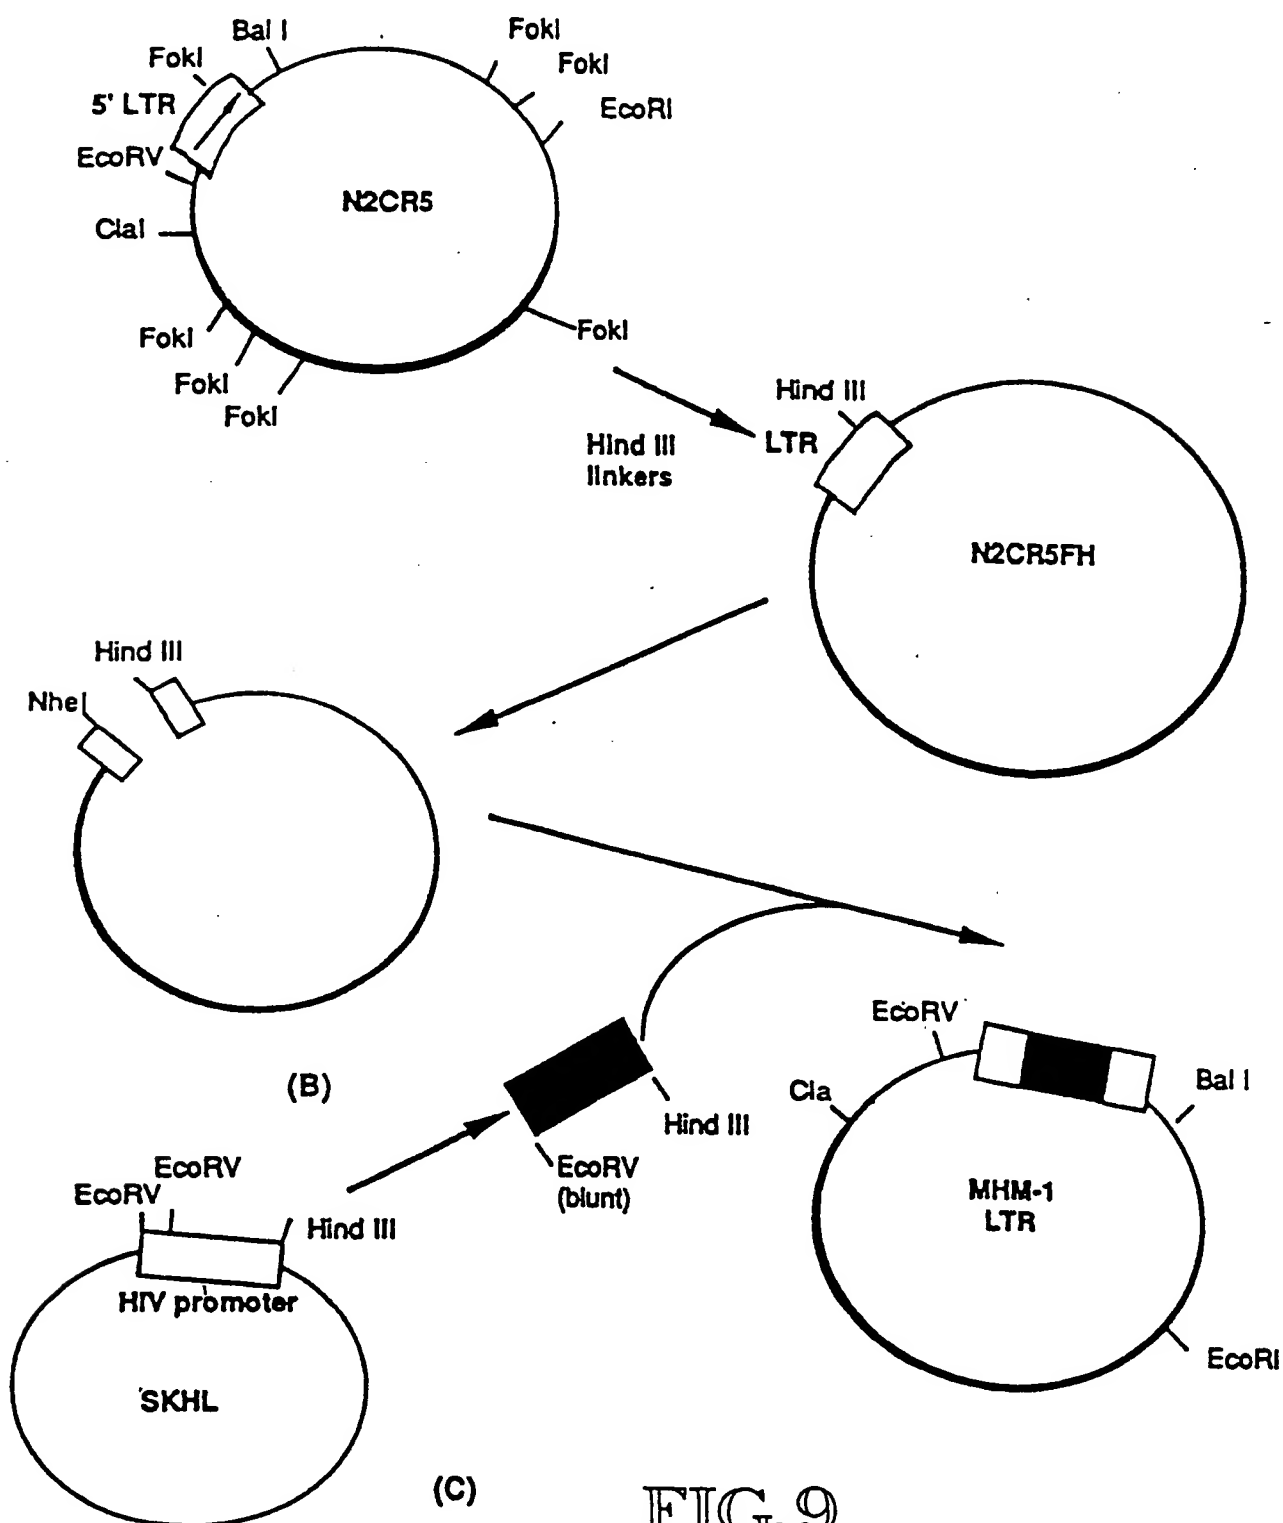 Bal I
FokI
5' LTR
EcoRV
ClaI
FokI
FokI
EcoRI
N2CR5
FokI
FokI
FokI
FokI
Hind III
linkers
Hind III
LTR
N2CR5FH
Hind III
NheI
(B)
EcoRV
(blunt)
Hind III
EcoRV
EcoRV
Hind III
HIV promoter
SKHL
(C)
EcoRV
Cla
Bal I
MHM-1
LTR
EcoRI
FIG. 9